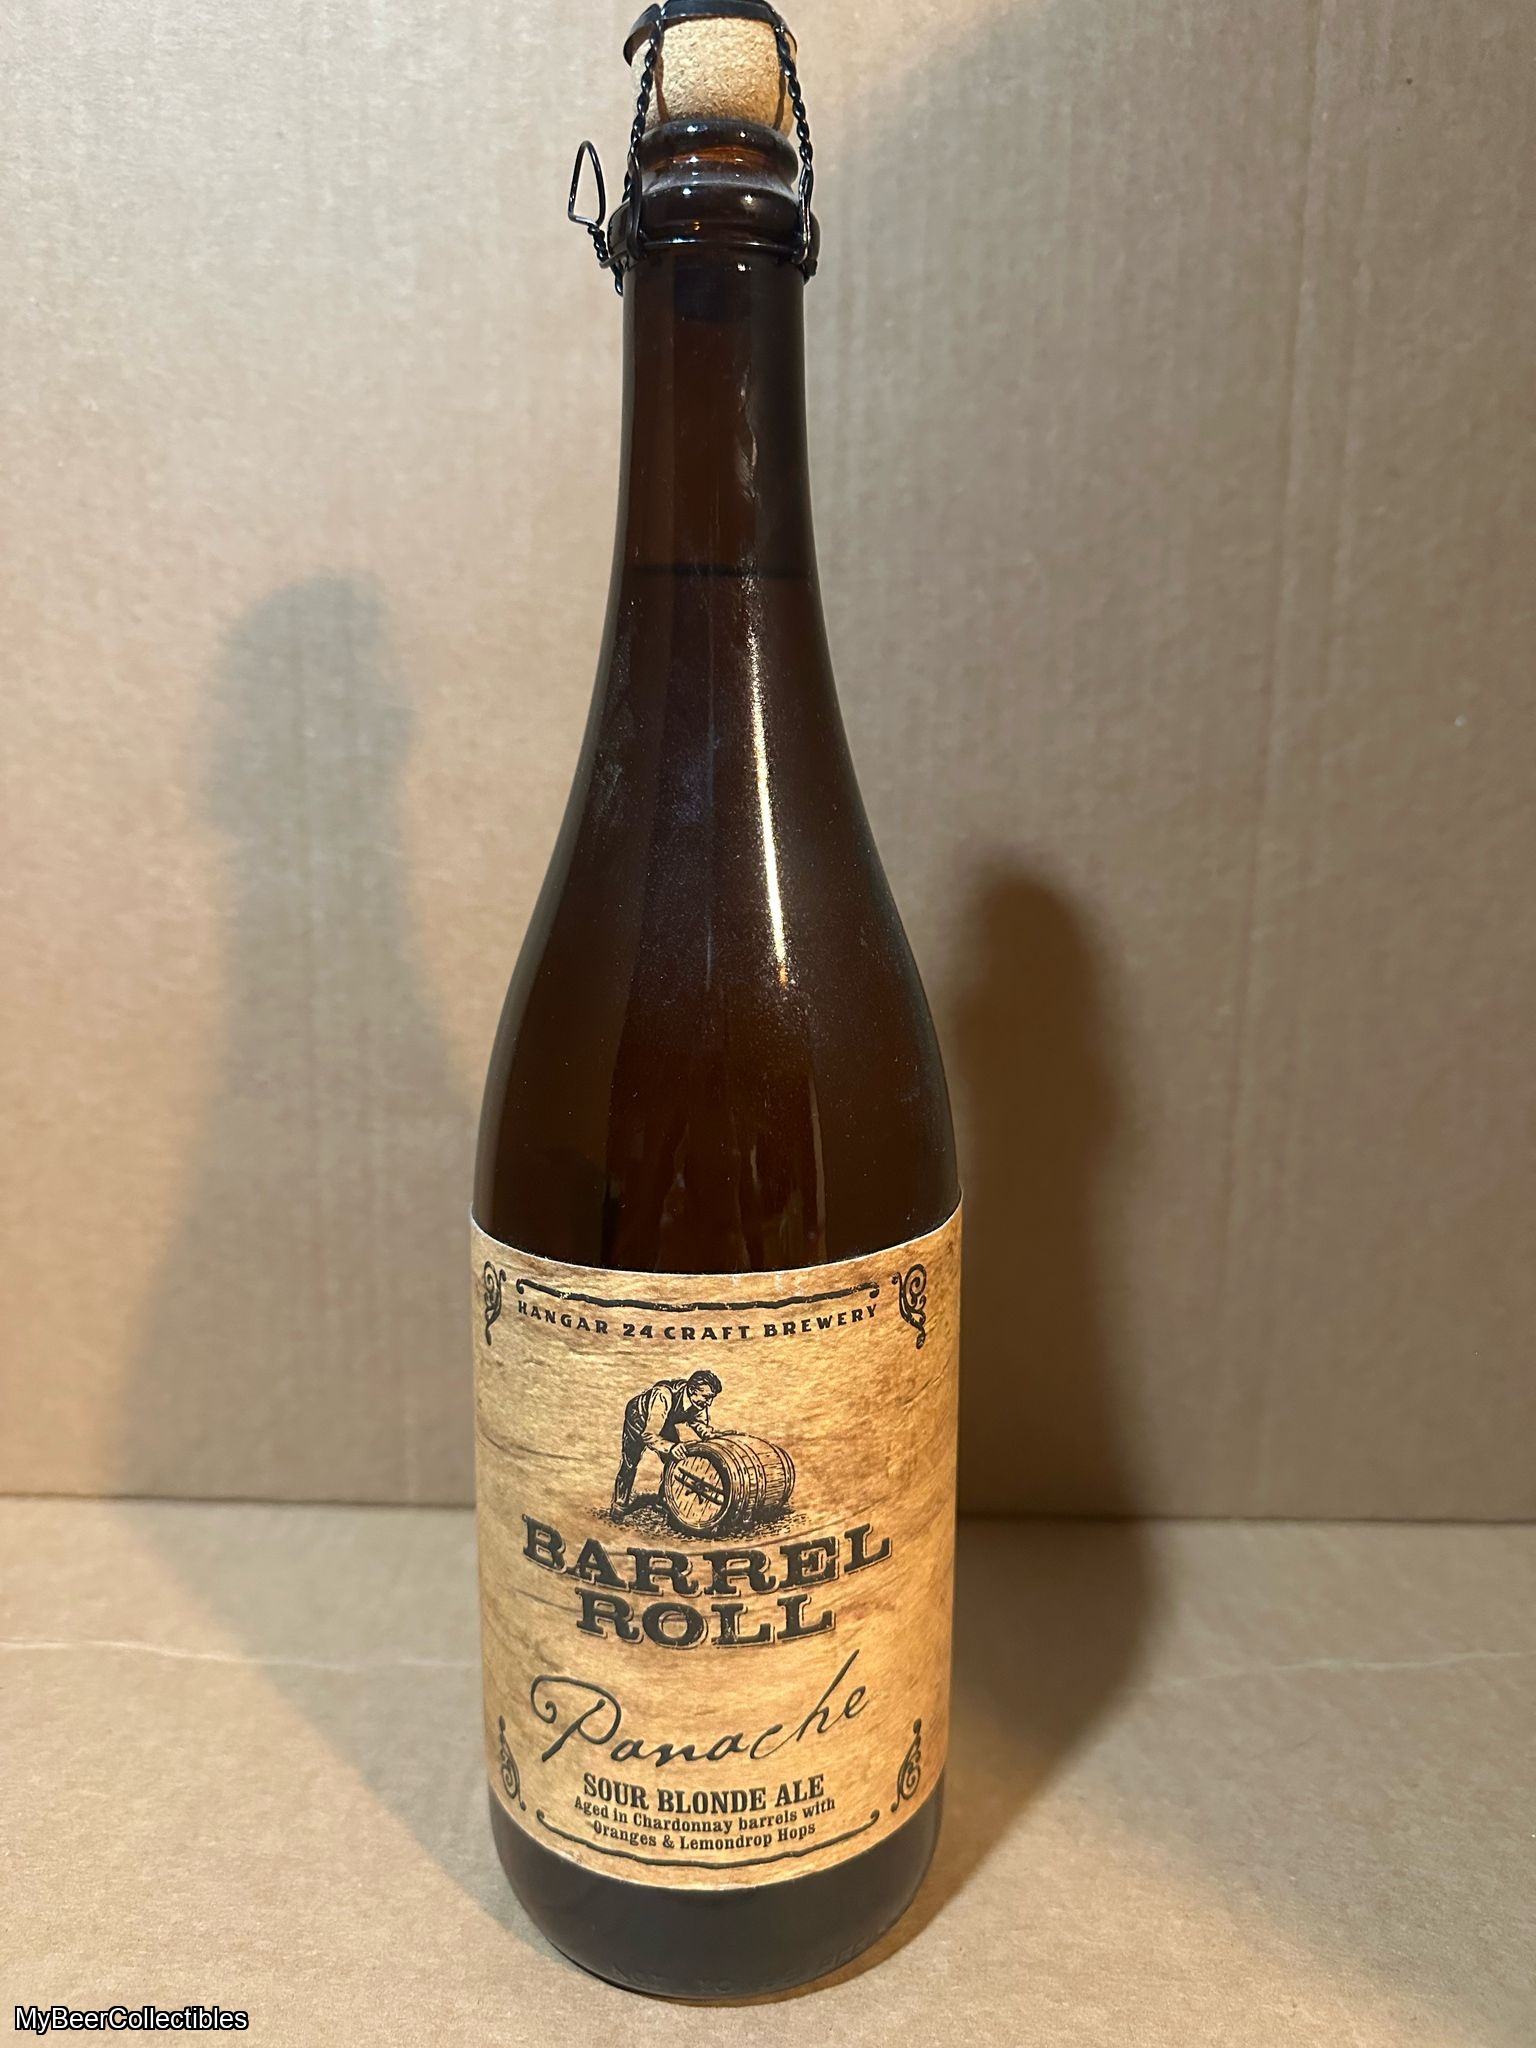 HANGAR 24 CRAFT BREWERY
BARREL
ROLL
Panache
SOUR BLONDE ALE
Aged in Chardonnay barrels with
Oranges & Lemondrop Hops
MyBeerCollectibles